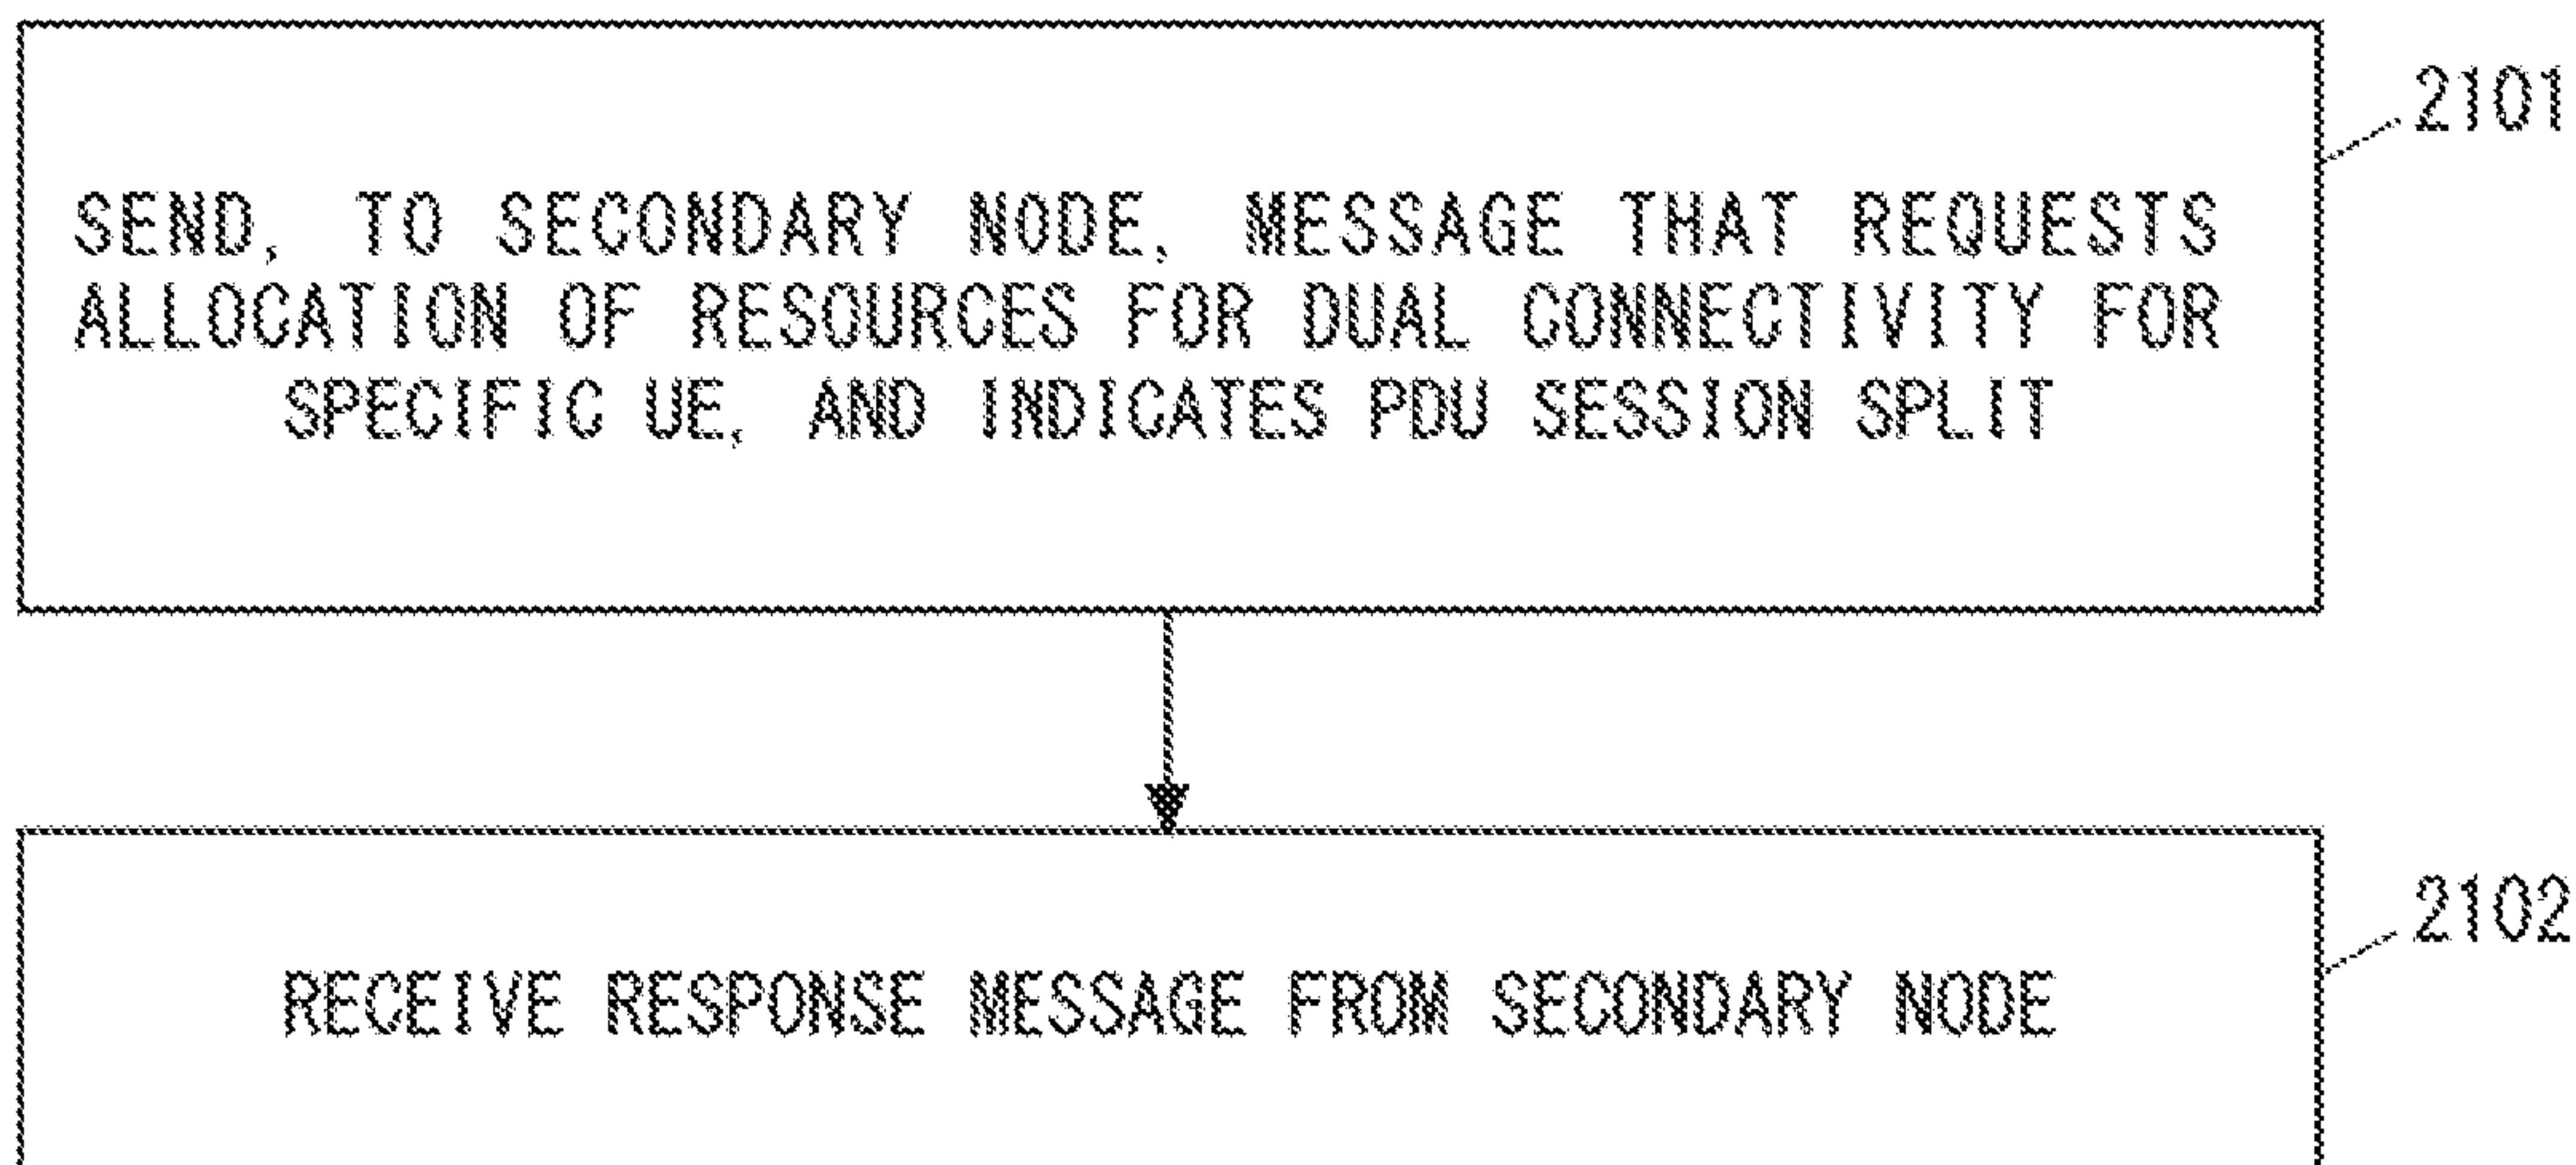 2101
SEND, TO SECONDARY NODE, MESSAGE THAT REQUESTS
ALLOCATION OF RESOURCES FOR DUAL CONNECTIVITY FOR
SPECIFIC UE, AND INDICATES PDU SESSION SPLIT
2102
RECEIVE RESPONSE MESSAGE FROM SECONDARY NODE